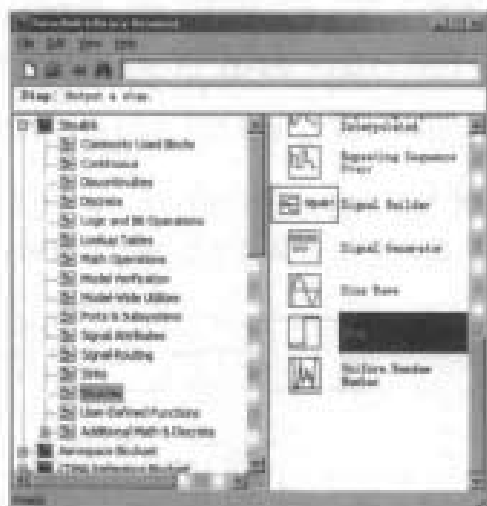 Simulink Library Browser
File Edit View Help
Step: Output a step.
Simulink
Commonly Used Blocks
Continuous
Discontinuities
Discrete
Logic and Bit Operations
Lookup Tables
Math Operations
Model Verification
Model-Wide Utilities
Ports & Subsystems
Signal Attributes
Signal Routing
Sinks
Sources
User-Defined Functions
Additional Math & Discrete
Aerospace Blockset
CDMA Reference Blockset
Interpolated
Repeating Sequence
Stair
Signal Builder
Signal Generator
Sine Wave
Uniform Random
Number